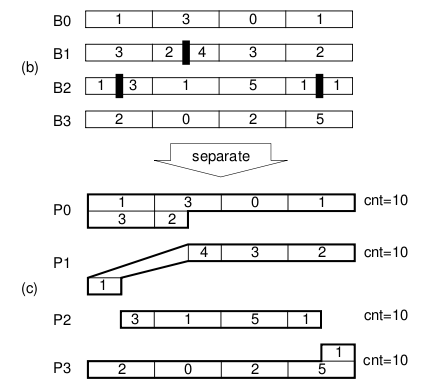 B0 1 3 0 1
B1 3 2 4 3 2
(b)
B2 1 3 1 5 1 1
B3 2 0 2 5
separate
P0 1 3 0 1 cnt=10
3 2
P1 4 3 2 cnt=10
(c) 1
P2 3 1 5 1 cnt=10
1
P3 2 0 2 5 cnt=10